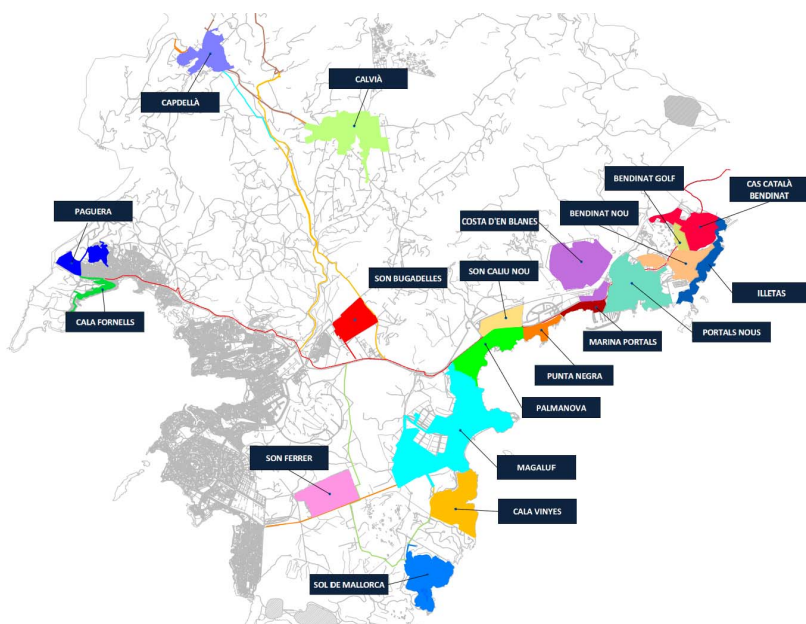 CAPDELLÀ
CALVIÀ
BENDINAT GOLF
CAS CATALÀ
BENDINAT
PAGUERA
COSTA D'EN BLANES
BENDINAT NOU
SON BUGADELLES
SON CALIU NOU
ILLETAS
CALA FORNELLS
MARINA PORTALS
PORTALS NOUS
PUNTA NEGRA
PALMANOVA
SON FERRER
MAGALUF
CALA VINYES
SOL DE MALLORCA